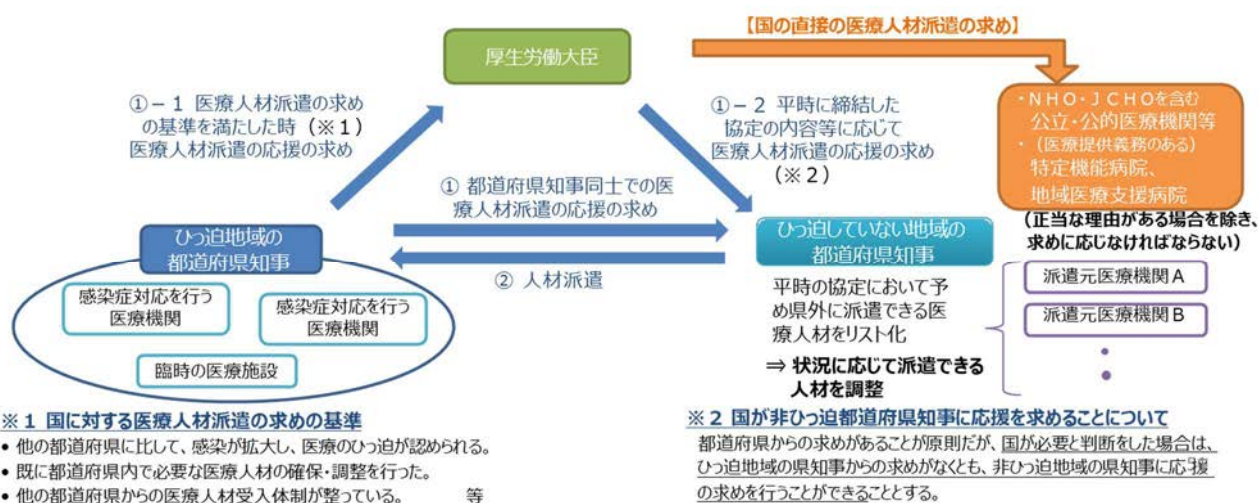 【国の直接の医療人材派遣の求め】
厚生労働大臣
・NHO・JCHOを含む
公立・公的医療機関等
・（医療提供義務のある）
特定機能病院、
地域医療支援病院
（正当な理由がある場合を除き、
求めに応じなければならない）
①－１ 医療人材派遣の求め
の基準を満たした時（※１）
医療人材派遣の応援の求め
①－２ 平時に締結した
協定の内容等に応じて
医療人材派遣の応援の求め
（※２）
① 都道府県知事同士での医
療人材派遣の応援の求め
② 人材派遣
ひっ迫地域の
都道府県知事
感染症対応を行う
医療機関
感染症対応を行う
医療機関
臨時の医療施設
ひっ迫していない地域の
都道府県知事
平時の協定において予
め県外に派遣できる医
療人材をリスト化
⇒ 状況に応じて派遣できる
人材を調整
派遣元医療機関A
派遣元医療機関B
※１ 国に対する医療人材派遣の求めの基準
• 他の都道府県に比して、感染が拡大し、医療のひっ迫が認められる。
• 既に都道府県内で必要な医療人材の確保・調整を行った。
• 他の都道府県からの医療人材受入体制が整っている。 等
※２ 国が非ひっ迫都道府県知事に応援を求めることについて
都道府県からの求めがあることが原則だが、国が必要と判断をした場合は、
ひっ迫地域の県知事からの求めがなくとも、非ひっ迫地域の県知事に応援
の求めを行うことができることとする。